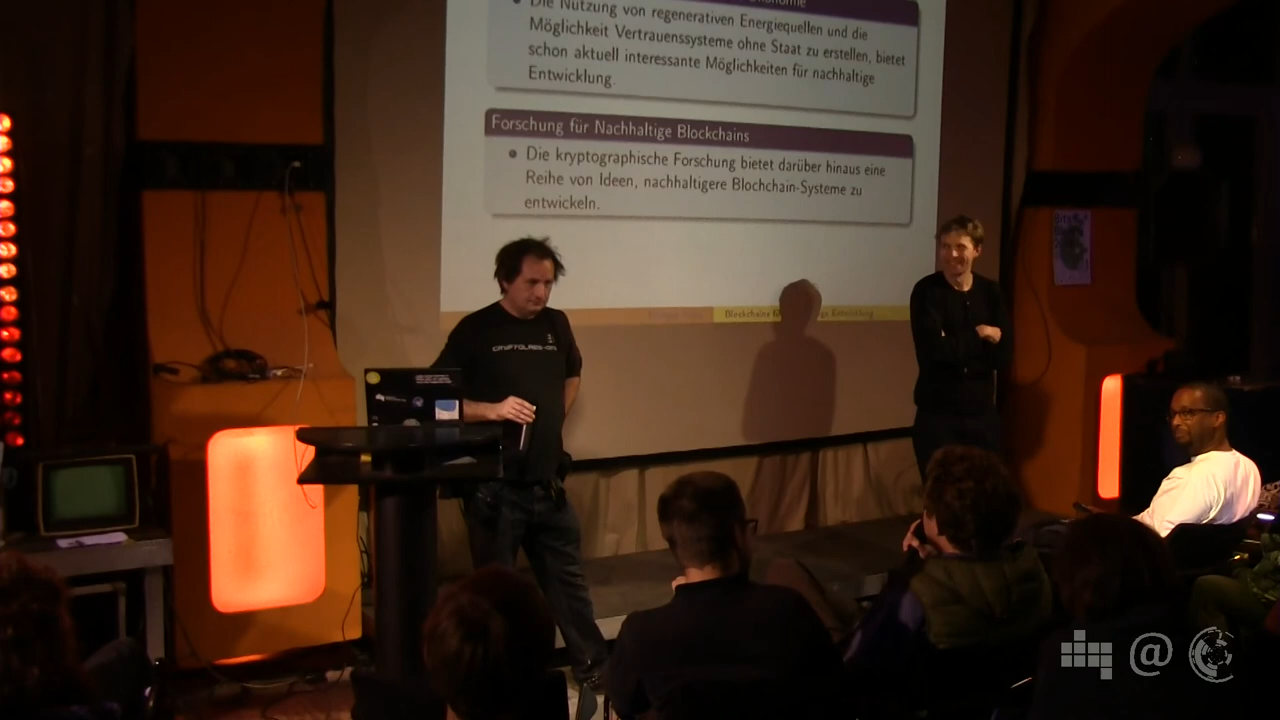 Die Nutzung von regenerativen Energiequellen und die
Möglichkeit Vertrauenssysteme ohne Staat zu erstellen, bietet
schon aktuell interessante Möglichkeiten für nachhaltige
Entwicklung.
Forschung für Nachhaltige Blockchains
Die kryptographische Forschung bietet darüber hinaus eine
Reihe von Ideen, nachhaltigere Blochchain-Systeme zu
entwickeln.
@